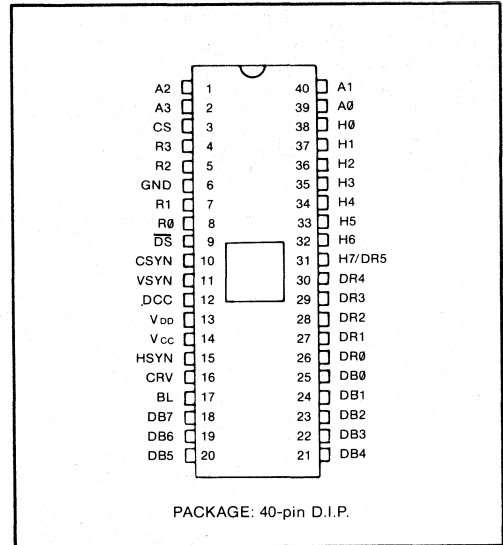 A2 1 40 A1
A3 2 39 AØ
CS 3 38 HØ
R3 4 37 H1
R2 5 36 H2
GND 6 35 H3
R1 7 34 H4
RØ 8 33 H5
DS 9 32 H6
CSYN 10 31 H7/DR5
VSYN 11 30 DR4
DCC 12 29 DR3
VDD 13 28 DR2
VCC 14 27 DR1
HSYN 15 26 DRØ
CRV 16 25 DBØ
BL 17 24 DB1
DB7 18 23 DB2
DB6 19 22 DB3
DB5 20 21 DB4
PACKAGE: 40-pin D.I.P.